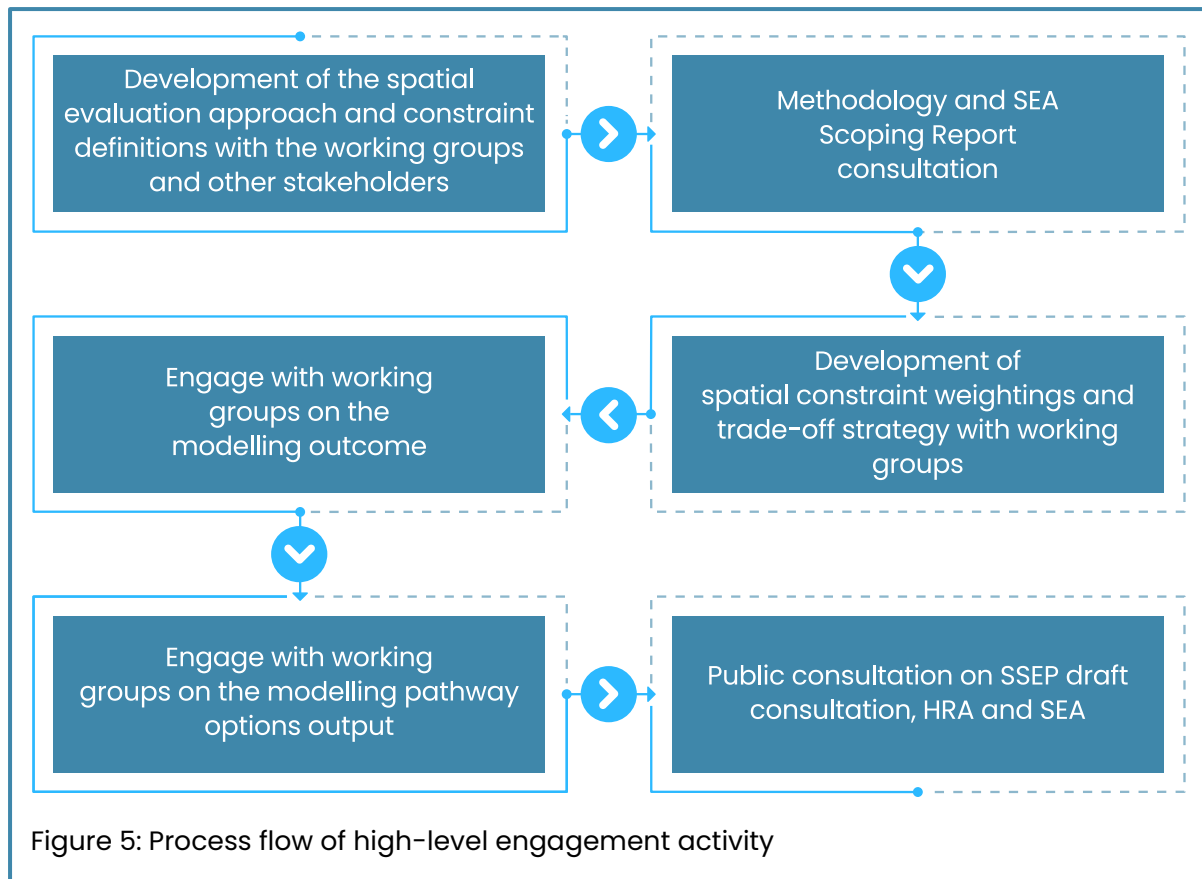 Development of the spatial
evaluation approach and constraint
definitions with the working groups
and other stakeholders
Methodology and SEA
Scoping Report
consultation
Development of
spatial constraint weightings and
trade-off strategy with working
groups
Engage with working
groups on the
modelling outcome
Engage with working
groups on the modelling pathway
options output
Public consultation on SSEP draft
consultation, HRA and SEA
Figure 5: Process flow of high-level engagement activity